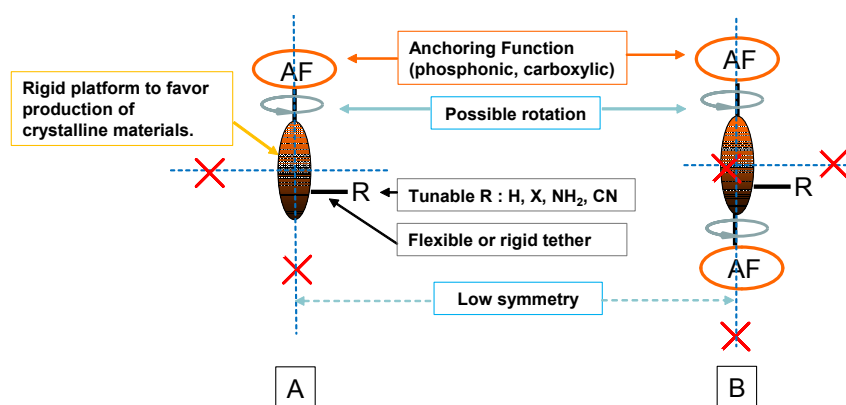 Anchoring Function
(phosphonic, carboxylic)
AF
AF
Rigid platform to favor
production of
crystalline materials.
Possible rotation
R
Tunable R : H, X, NH₂, CN
R
Flexible or rigid tether
AF
Low symmetry
A
B